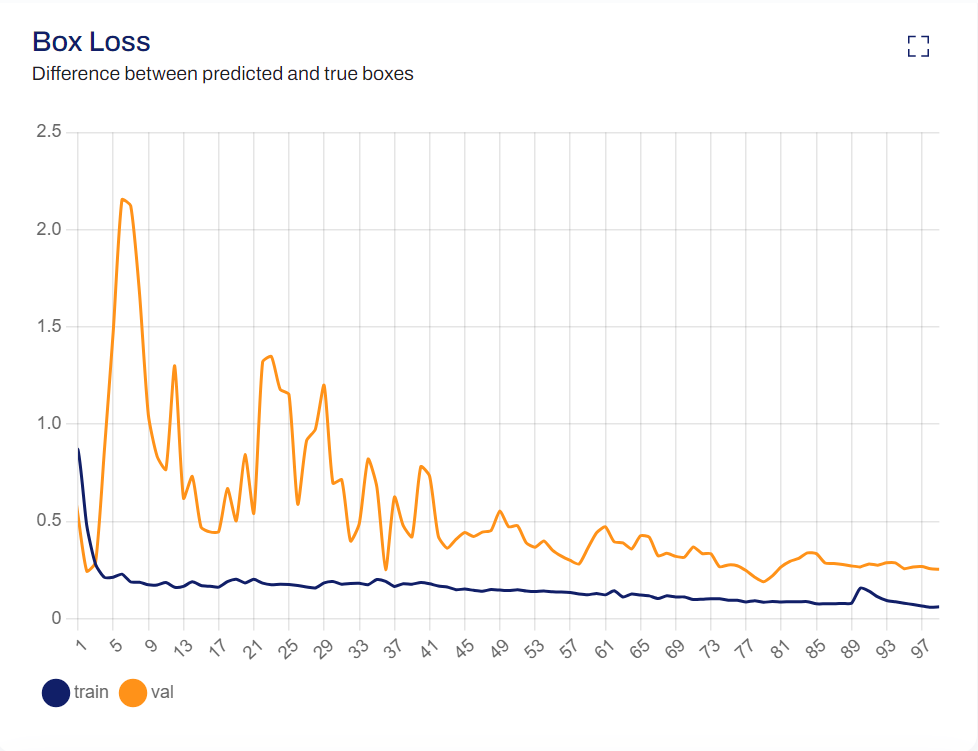 Box Loss
Difference between predicted and true boxes
2.5
2.0
1.5
1.0
0.5
0
1 5 9 13 17 21 25 29 33 37 41 45 49 53 57 61 65 69 73 77 81 85 89 93 97
train val